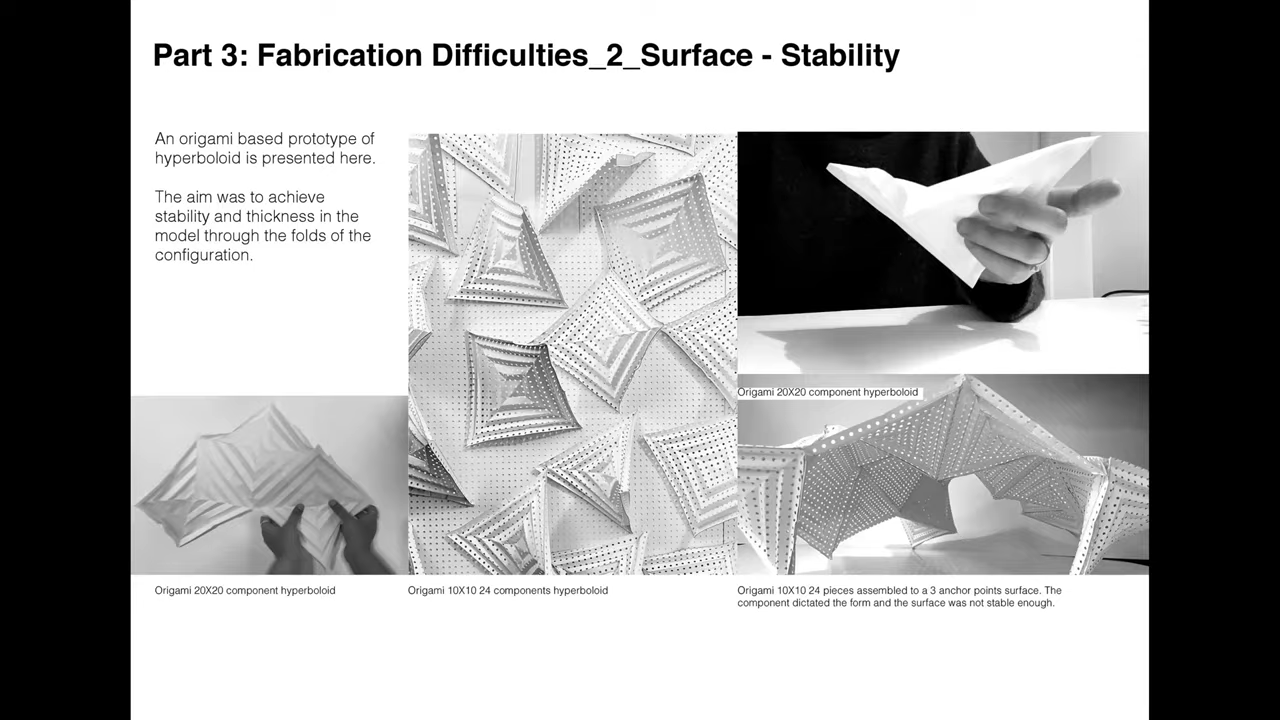 Part 3: Fabrication Difficulties_2_Surface - Stability
An origami based prototype of
hyperboloid is presented here.
The aim was to achieve
stability and thickness in the
model through the folds of the
configuration.
Origami 20X20 component hyperboloid
Origami 20X20 component hyperboloid
Origami 10X10 24 components hyperboloid
Origami 10X10 24 pieces assembled to a 3 anchor points surface. The
component dictated the form and the surface was not stable enough.